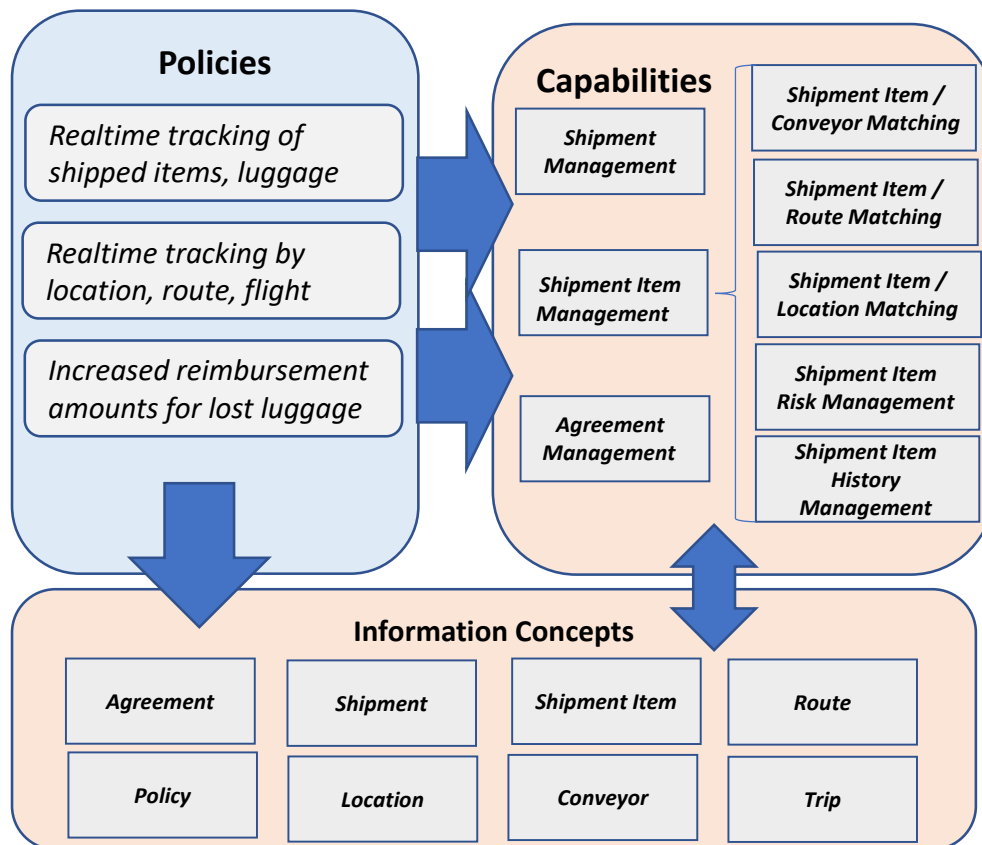 Policies
Realtime tracking of
shipped items, luggage
Realtime tracking by
location, route, flight
Increased reimbursement
amounts for lost luggage
Capabilities
Shipment
Management
Shipment Item
Management
Agreement
Management
Shipment Item /
Conveyor Matching
Shipment Item /
Route Matching
Shipment Item /
Location Matching
Shipment Item
Risk Management
Shipment Item
History
Management
Information Concepts
Agreement
Shipment
Shipment Item
Route
Policy
Location
Conveyor
Trip